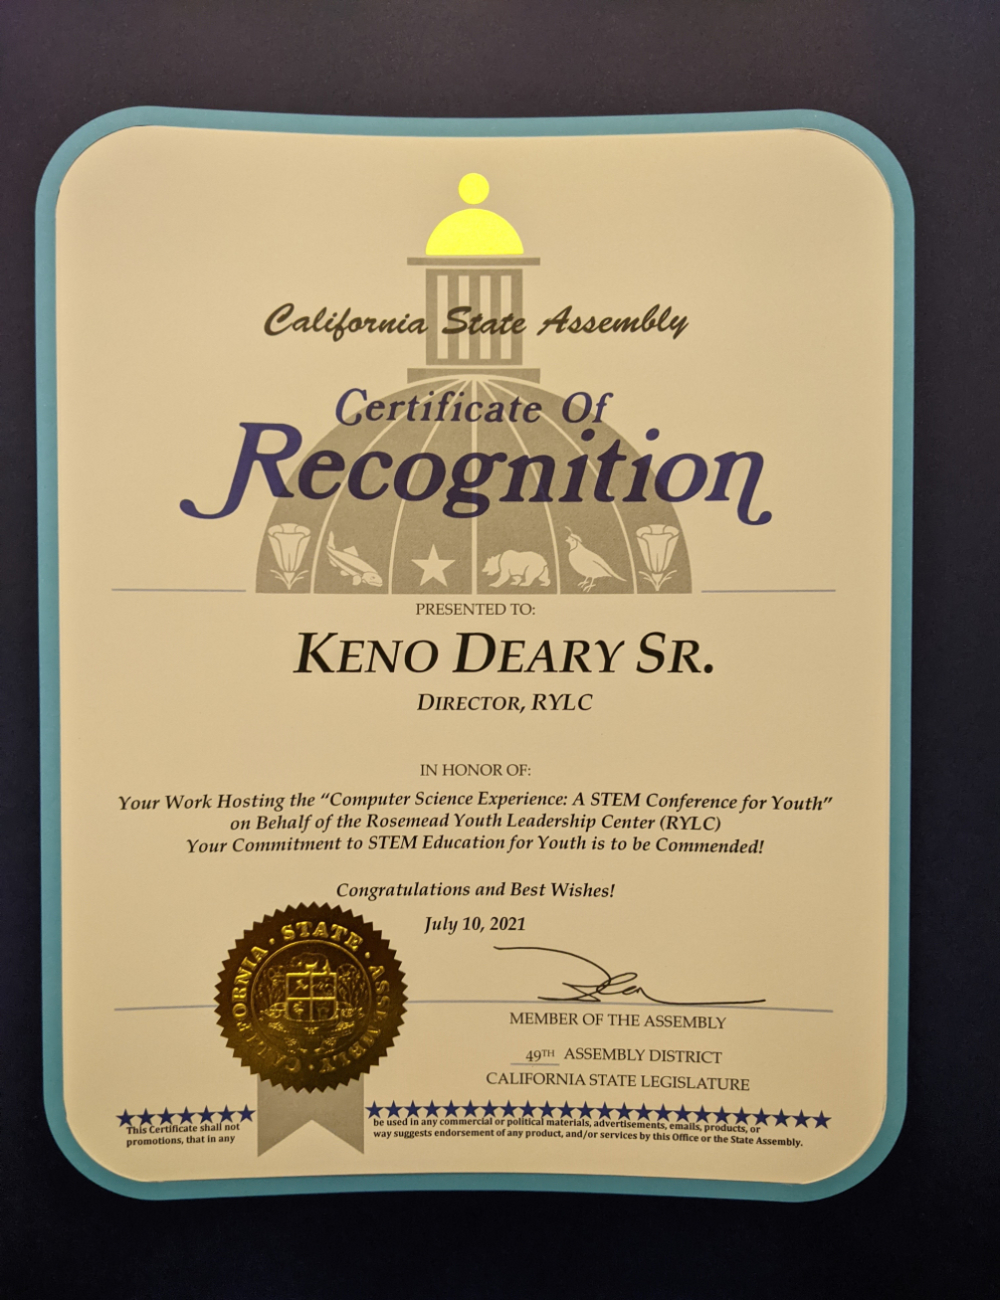 California State Assembly
Certificate Of
Recognition
PRESENTED TO:
KENO DEARY SR.
DIRECTOR, RYLC
IN HONOR OF:
Your Work Hosting the “Computer Science Experience: A STEM Conference for Youth”
on Behalf of the Rosemead Youth Leadership Center (RYLC)
Your Commitment to STEM Education for Youth is to be Commended!
Congratulations and Best Wishes!
July 10, 2021
CALIFORNIA · STATE · ASSEMBLY ·
MEMBER OF THE ASSEMBLY
49TH ASSEMBLY DISTRICT
CALIFORNIA STATE LEGISLATURE
This Certificate shall not be used in any commercial or political materials, advertisements, emails, products, or
promotions, that in any way suggests endorsement of any product, and/or services by this Office or the State Assembly.